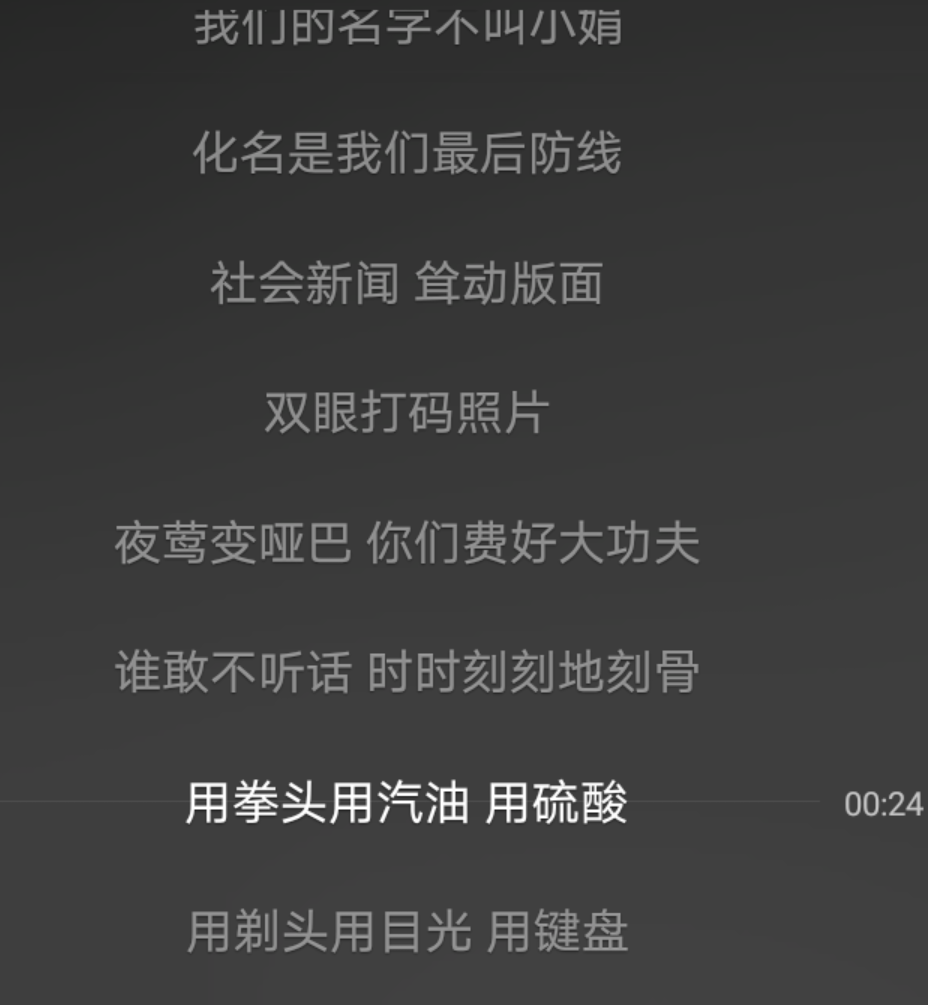 我们的名字不叫小娟
化名是我们最后防线
社会新闻 耸动版面
双眼打码照片
夜莺变哑巴 你们费好大功夫
谁敢不听话 时时刻刻地刻骨
用拳头用汽油 用硫酸
00:24
用剃头用目光 用键盘